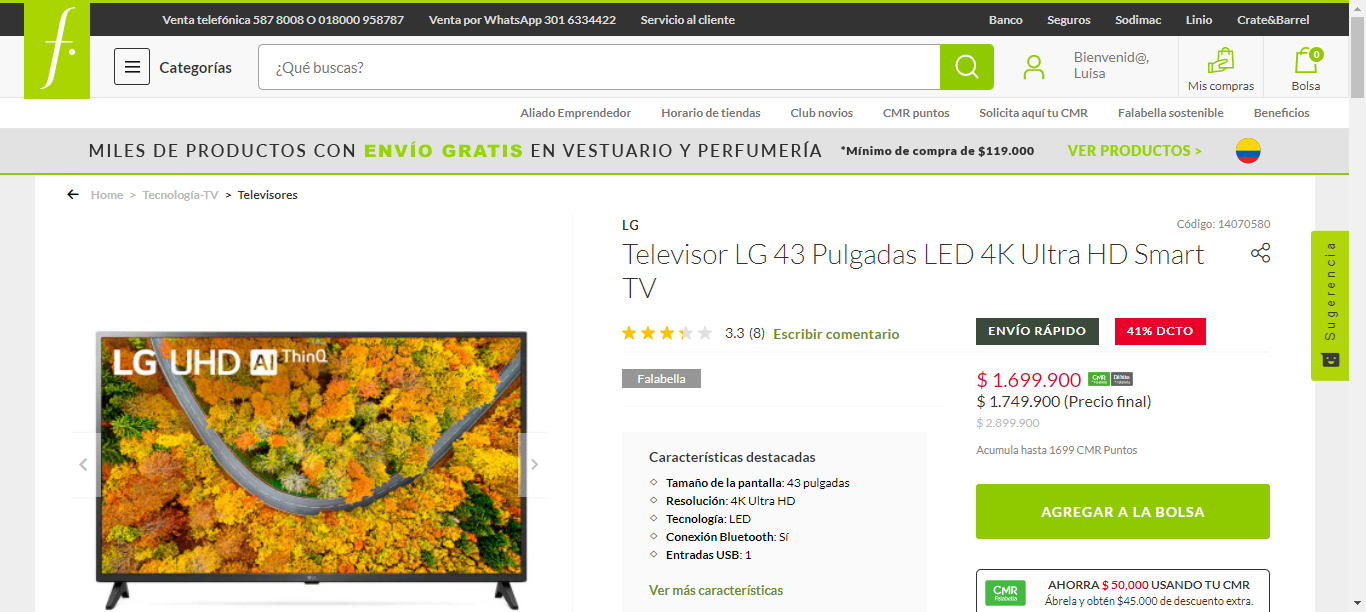 Venta telefónica 587 8008 O 018000 958787 Venta por WhatsApp 301 6334422 Servicio al cliente Banco Seguros Sodimac Linio Crate&Barrel
f.
Categorías ¿Qué buscas? Bienvenid@, Luisa Mis compras 0 Bolsa
Aliado Emprendedor Horario de tiendas Club novios CMR puntos Solicita aquí tu CMR Falabella sostenible Beneficios
MILES DE PRODUCTOS CON ENVÍO GRATIS EN VESTUARIO Y PERFUMERÍA *Mínimo de compra de $119.000 VER PRODUCTOS >
Home > Tecnología-TV > Televisores
LG UHD AI ThinQ
LG
Código: 14070580
Televisor LG 43 Pulgadas LED 4K Ultra HD Smart
TV
3.3 (8) Escribir comentario
ENVÍO RÁPIDO 41% DCTO
Falabella
$ 1.699.900 CMR
$ 1.749.900 (Precio final)
$ 2.899.900
Acumula hasta 1699 CMR Puntos
Características destacadas
Tamaño de la pantalla: 43 pulgadas
Resolución: 4K Ultra HD
Tecnología: LED
Conexión Bluetooth: Sí
Entradas USB: 1
Ver más características
AGREGAR A LA BOLSA
CMR
Falabella
AHORRA $ 50,000 USANDO TU CMR
Ábrela y obtén $45.000 de descuento extra.
Sugerencia